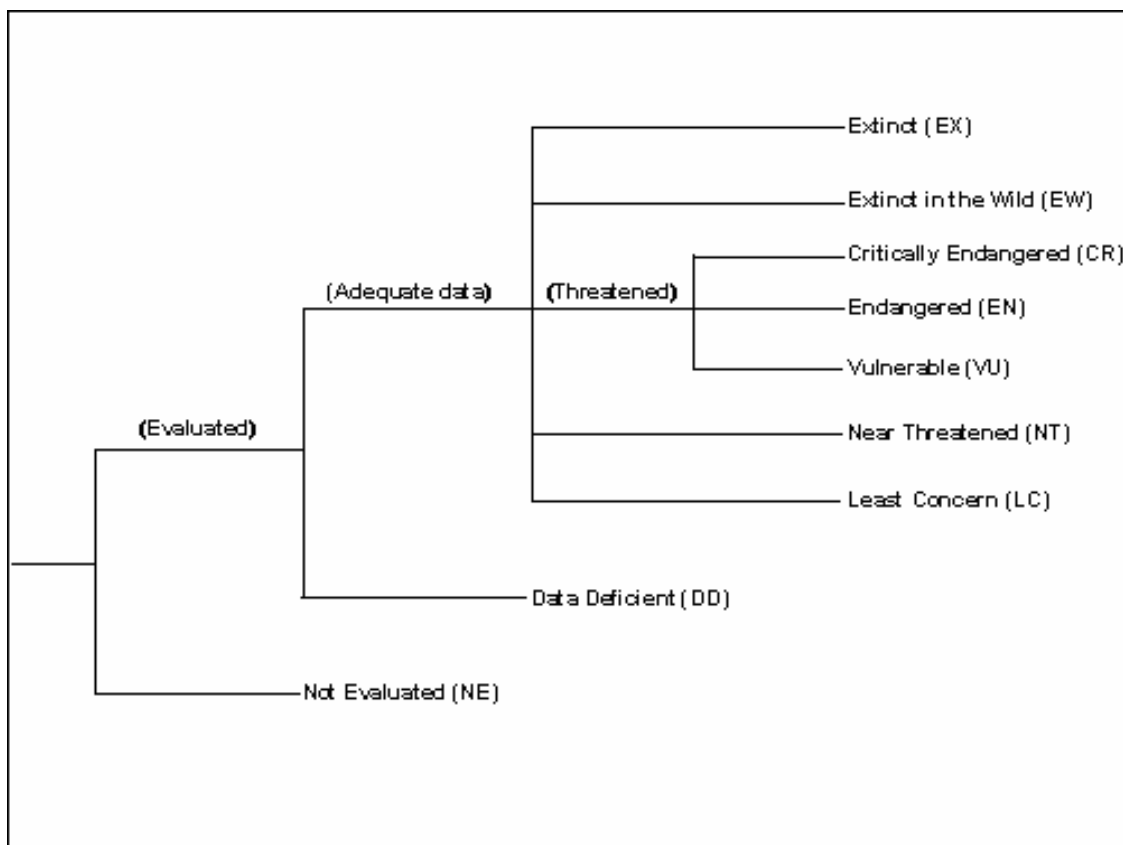 Extinct (EX)
Extinct in the Wild (EW)
Critically Endangered (CR)
(Adequate data)
(Threatened)
Endangered (EN)
Vulnerable (VU)
(Evaluated)
Near Threatened (NT)
Least Concern (LC)
Data Deficient (DD)
Not Evaluated (NE)